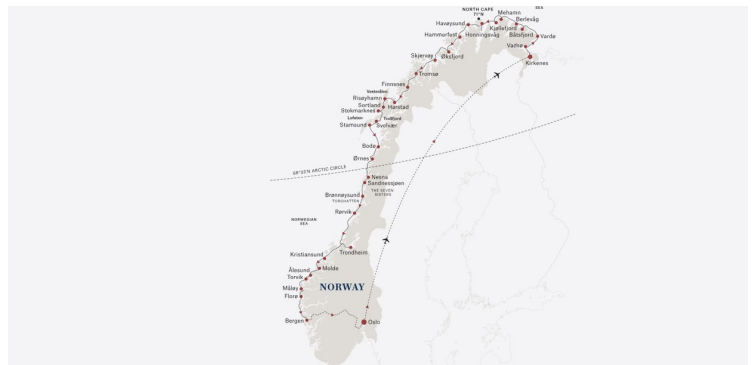 SEA
NORTH CAPE
71°N
Mehamn
Berlevåg
Havøysund
Kjøllefjord
Båtsfjord
Hammerfest
Honningsvåg
Vardø
Vadsø
Øksfjord
Kirkenes
Skjervøy
Tromsø
Finnsnes
Vesterålen
Risøyhamn
Harstad
Sortland
Stokmarknes
Lofoten
Trollfjord
Stamsund
Svolvær
Bodø
Ørnes
66°33'N ARCTIC CIRCLE
Nesna
Sandnessjøen
THE SEVEN
SISTERS
Brønnøysund
TORGHATTEN
Rørvik
NORWEGIAN
SEA
Trondheim
Kristiansund
Molde
Ålesund
Torvik
Måløy
NORWAY
Florø
Bergen
Oslo